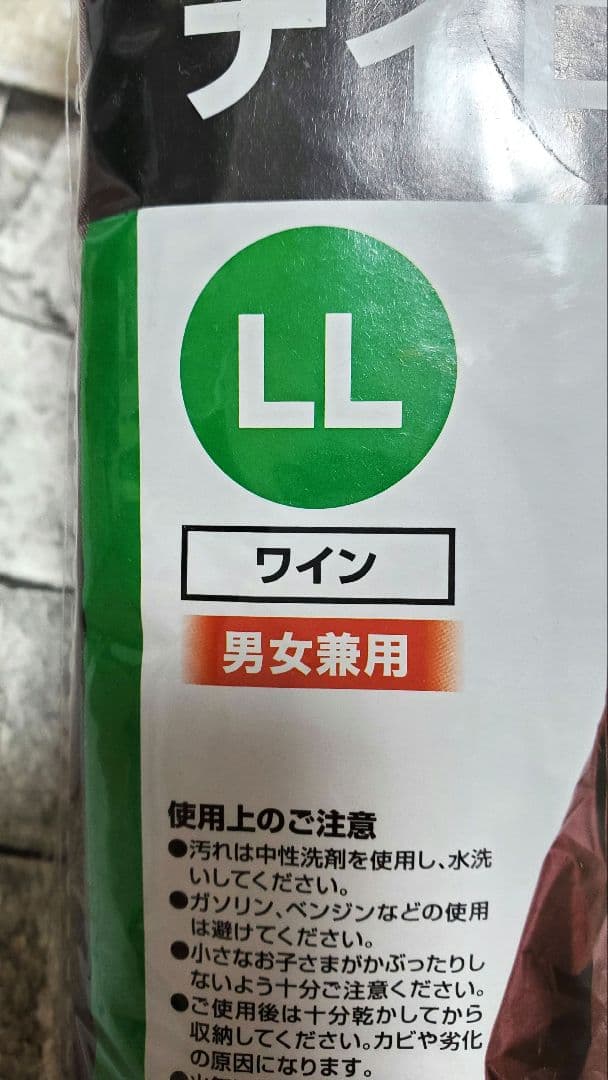 ナイロ
LL
ワイン
男女兼用
使用上のご注意
●汚れは中性洗剤を使用し、水洗
いしてください。
●ガソリン、ベンジンなどの使用
は避けてください。
●小さなお子さまがかぶったりし
ないよう十分ご注意ください。
●ご使用後は十分乾かしてから
収納してください。カビや劣化
の原因になります。